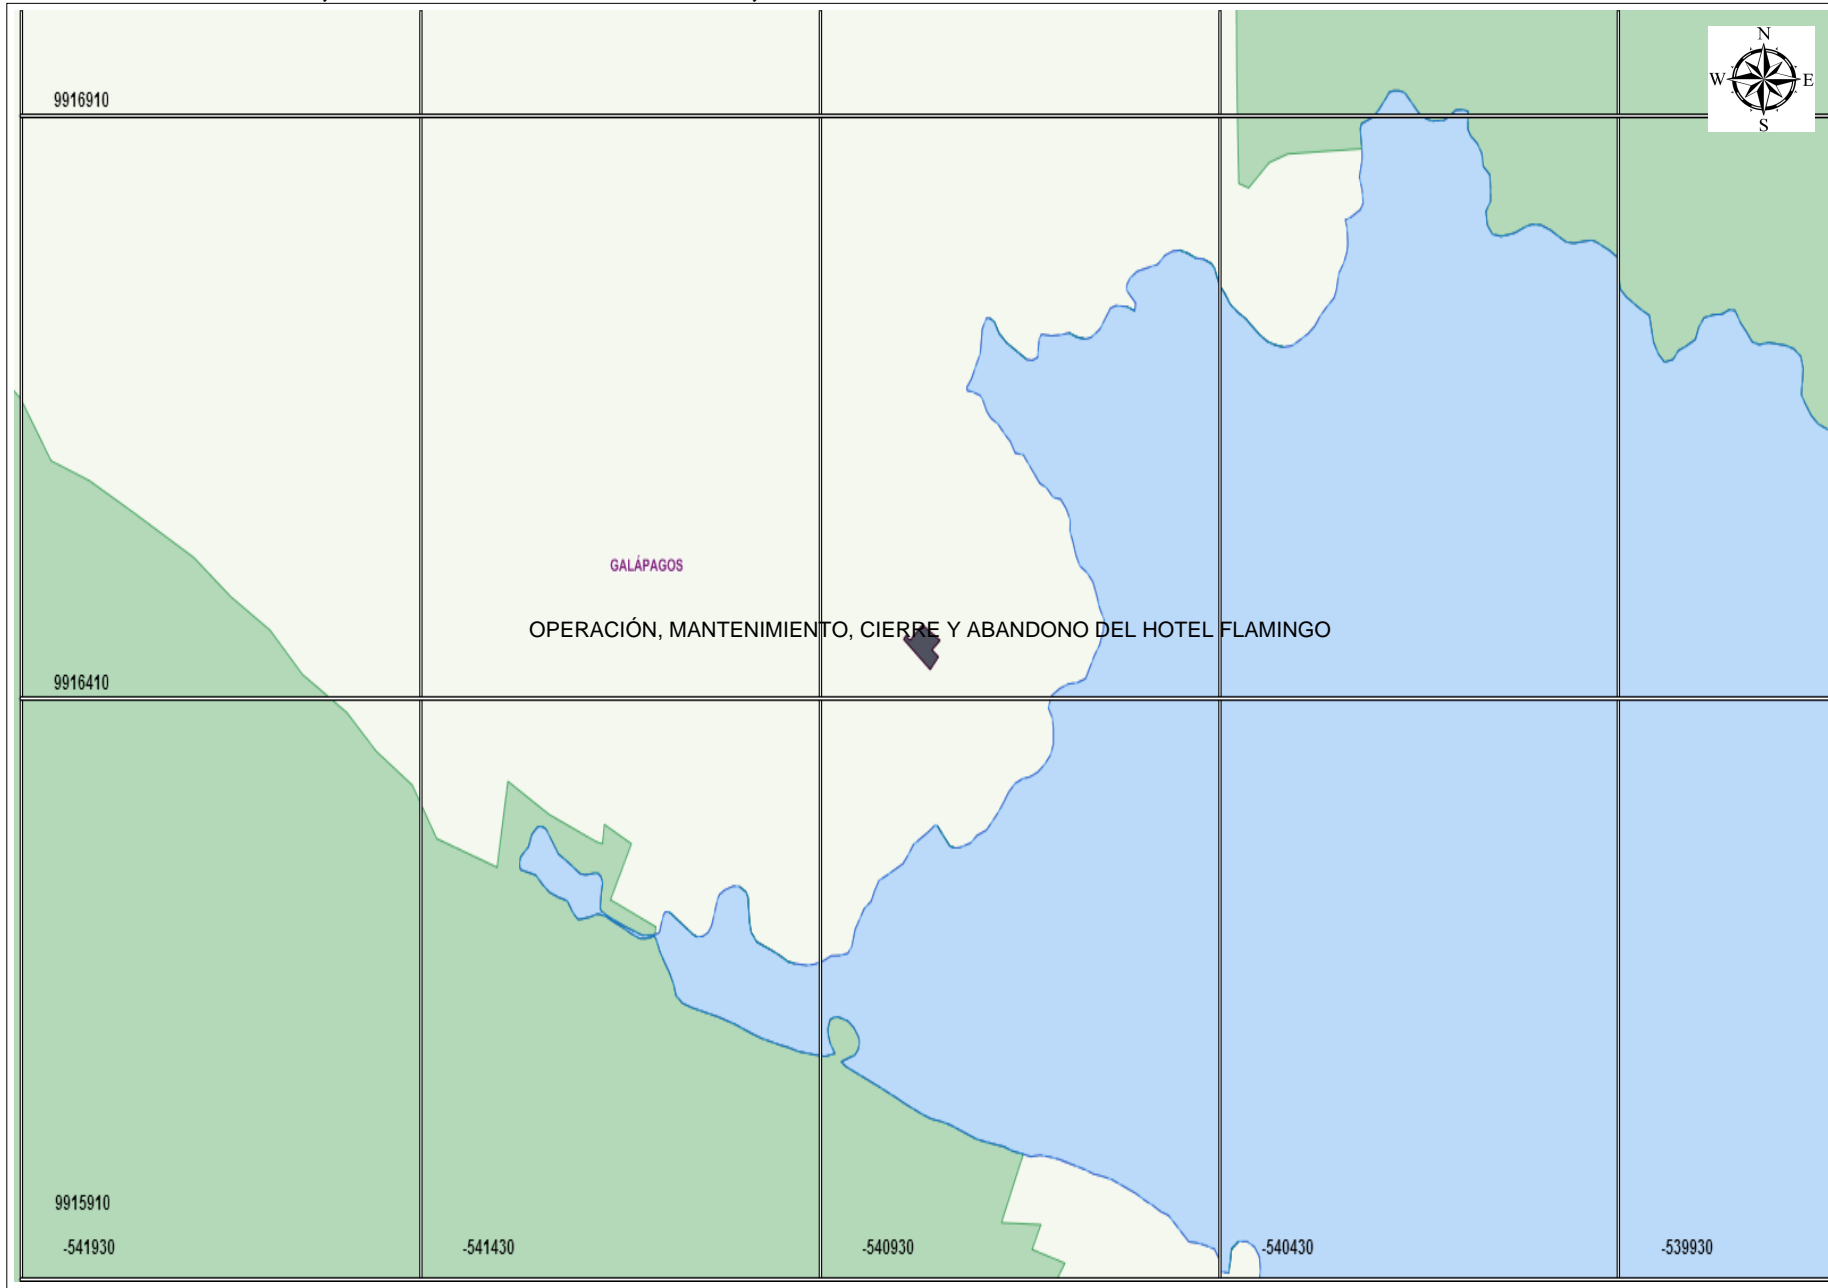 N
W E
S
9916910
GALÁPAGOS
OPERACIÓN, MANTENIMIENTO, CIERRE Y ABANDONO DEL HOTEL FLAMINGO
9916410
9915910
-541930 -541430 -540930 -540430 -539930